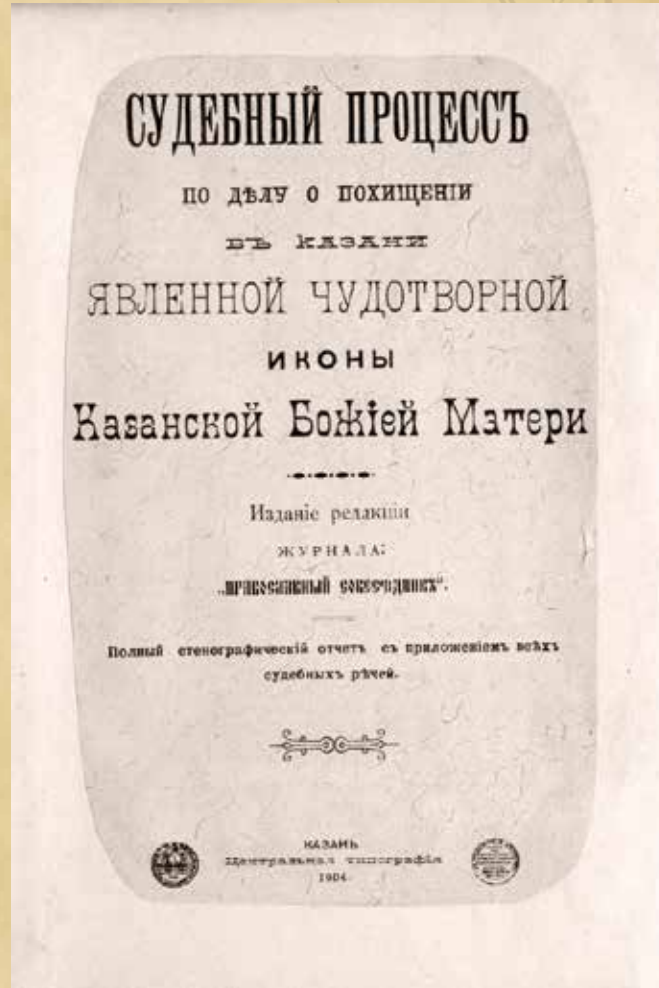 СУДЕБНЫЙ ПРОЦЕССЪ
ПО ДѢЛУ О ПОХИЩЕНІИ
ВЪ КАЗАНИ
ЯВЛЕННОЙ ЧУДОТВОРНОЙ
ИКОНЫ
Казанской Божіей Матери
Изданіе редакціи
ЖУРНАЛА:
„ПРАВОСЛАВНЫЙ СОБЕСѢДНИКЪ“.
Полный стенографическій отчетъ съ приложеніемъ всѣхъ
судебныхъ рѣчей.
КАЗАНЬ
Центральная типографія
1904